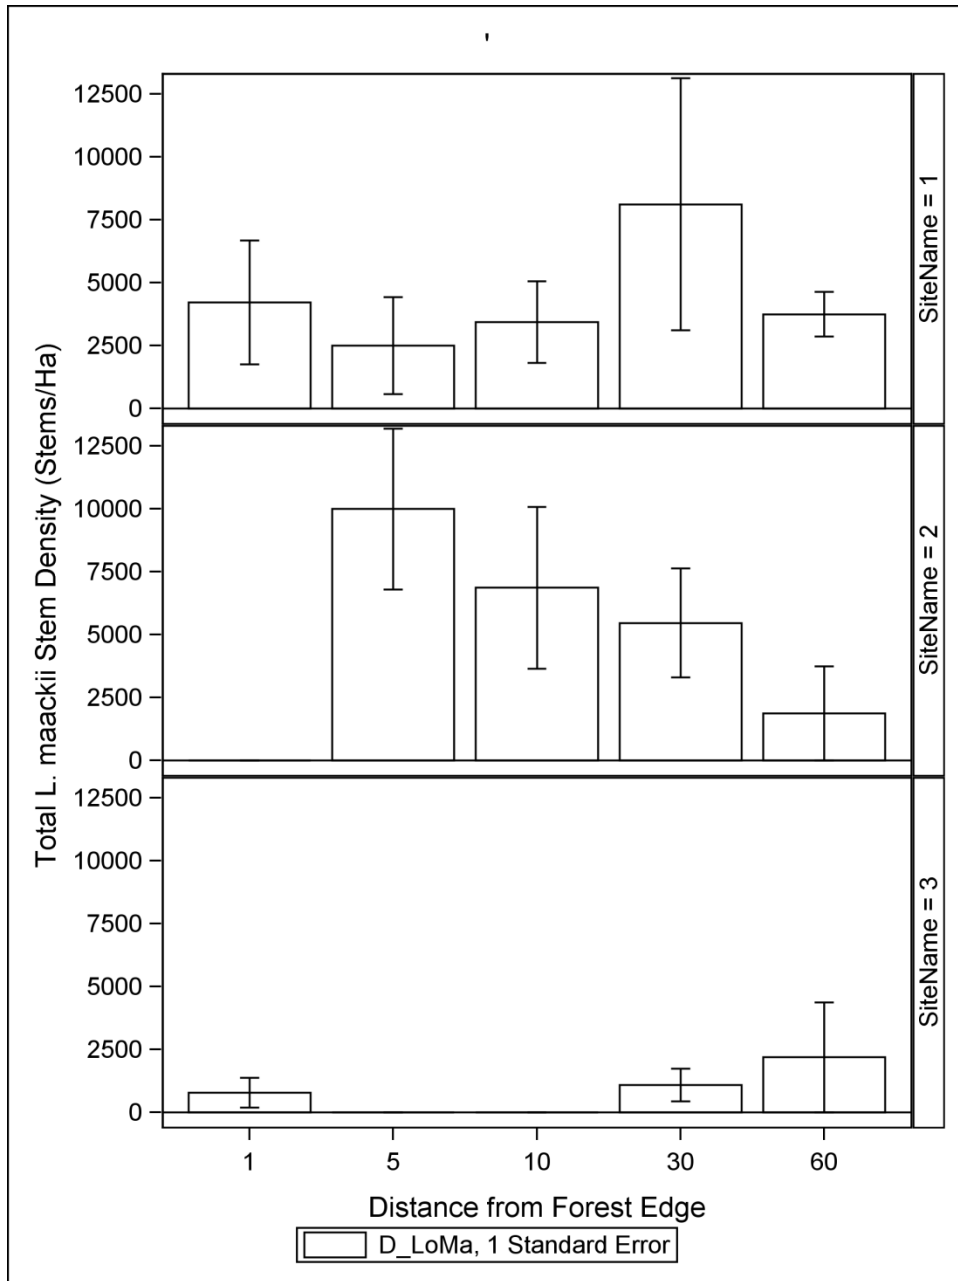 '
Total L. maackii Stem Density (Stems/Ha)
12500
10000
7500
5000
2500
0
SiteName = 1
12500
10000
7500
5000
2500
0
SiteName = 2
12500
10000
7500
5000
2500
0
SiteName = 3
1 5 10 30 60
Distance from Forest Edge
D_LoMa, 1 Standard Error